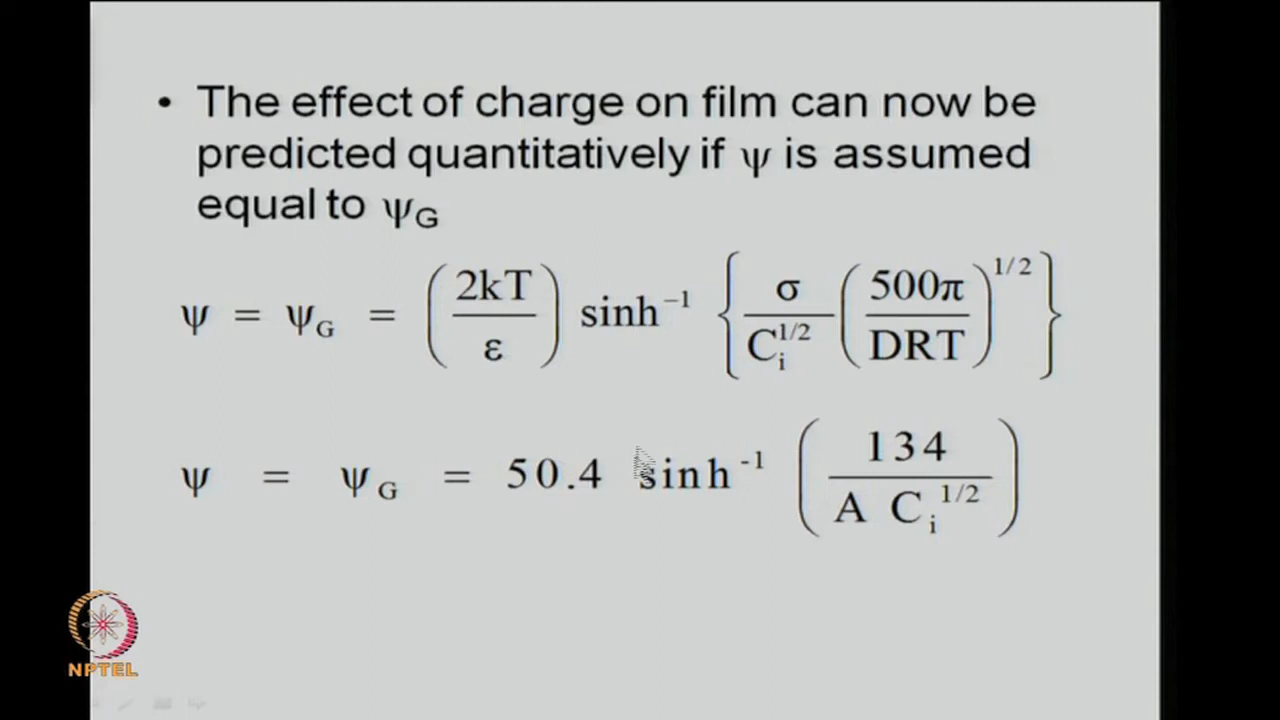 • The effect of charge on film can now be
predicted quantitatively if ψ is assumed
equal to ψG
ψ = ψG = (2kT/ε) sinh⁻¹ {σ/Ci^1/2 (500π/DRT)^1/2}
ψ = ψG = 50.4 sinh⁻¹ (134/A Ci^1/2)
NPTEL